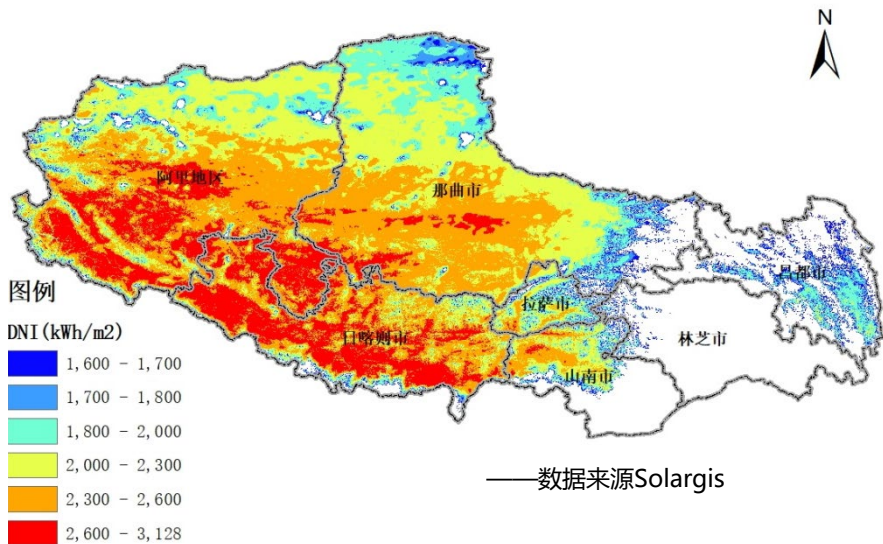 N
阿里地区
那曲市
昌都市
拉萨市
日喀则市
林芝市
山南市
图例
DNI(kWh/m2)
1,600 - 1,700
1,700 - 1,800
1,800 - 2,000
2,000 - 2,300
2,300 - 2,600
2,600 - 3,128
——数据来源Solargis